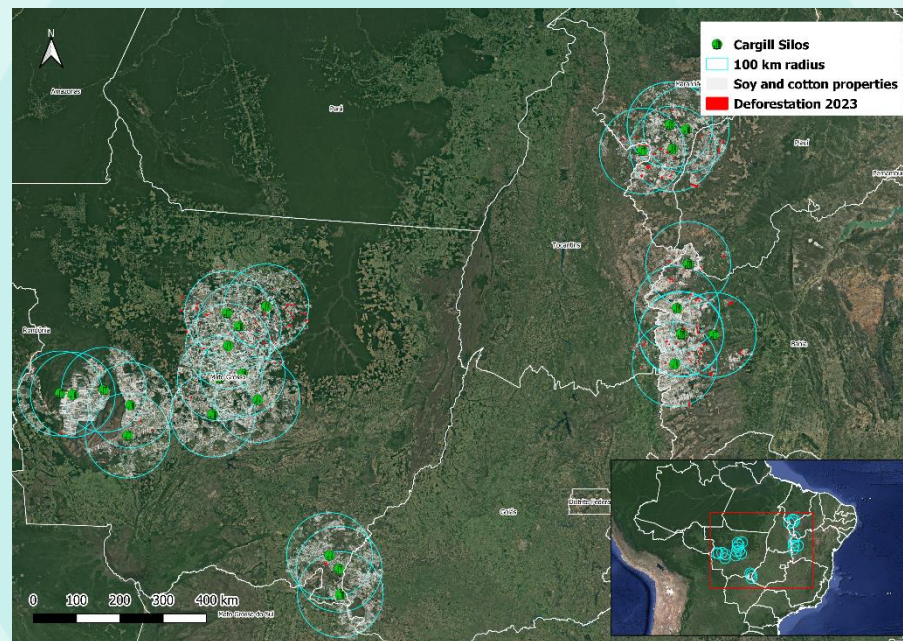 N
Cargill Silos
100 km radius
Soy and cotton properties
Deforestation 2023
Amazonas
Pará
Maranhão
Piauí
Tocantins
Rondônia
Mato Grosso
Bahia
Goiás
Distrito Federal
Mato Grosso do Sul
0 100 200 300 400 km